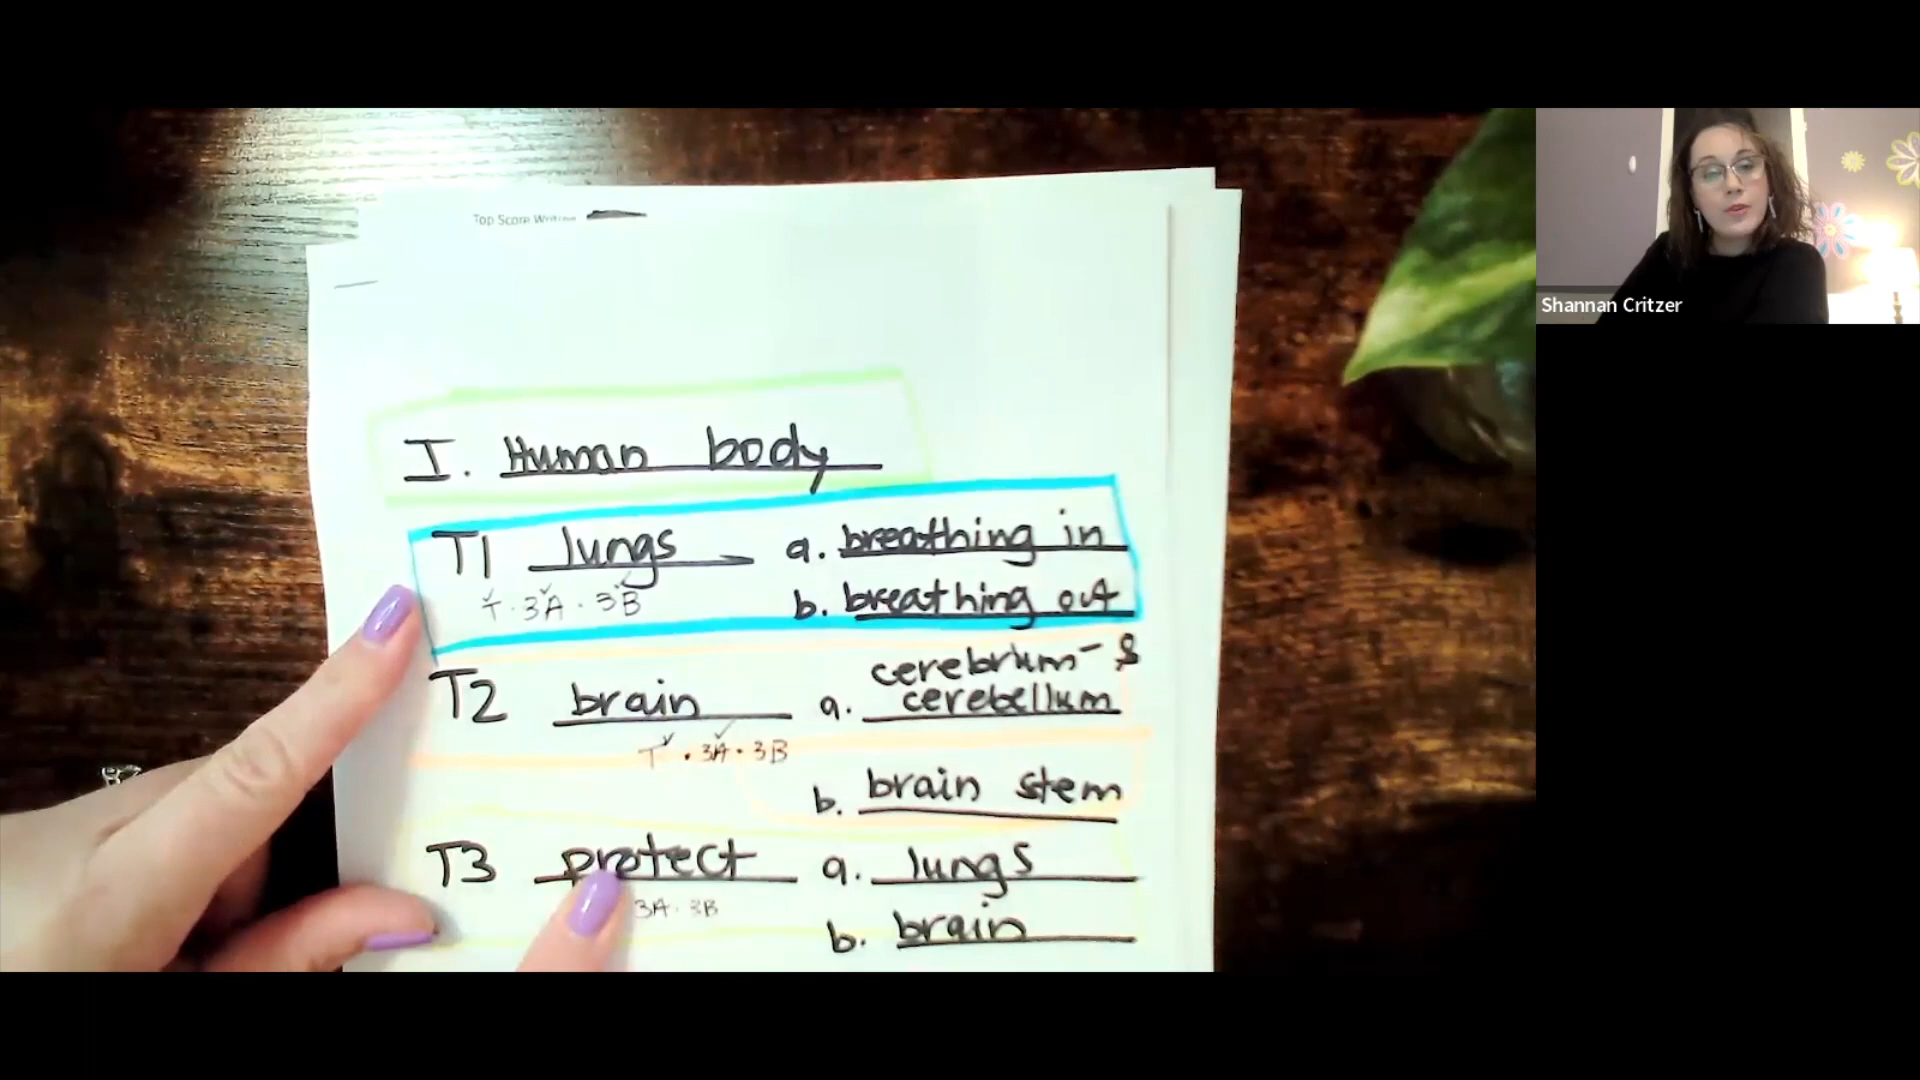 Top Score Writing
I. Human body
T1 lungs a. breathing in
T · 3A · 3B b. breathing out
T2 brain a. cerebrum - &
cerebellum
T · 3A · 3B
b. brain stem
T3 protect a. lungs
3A · 3B
b. brain
Shannan Critzer